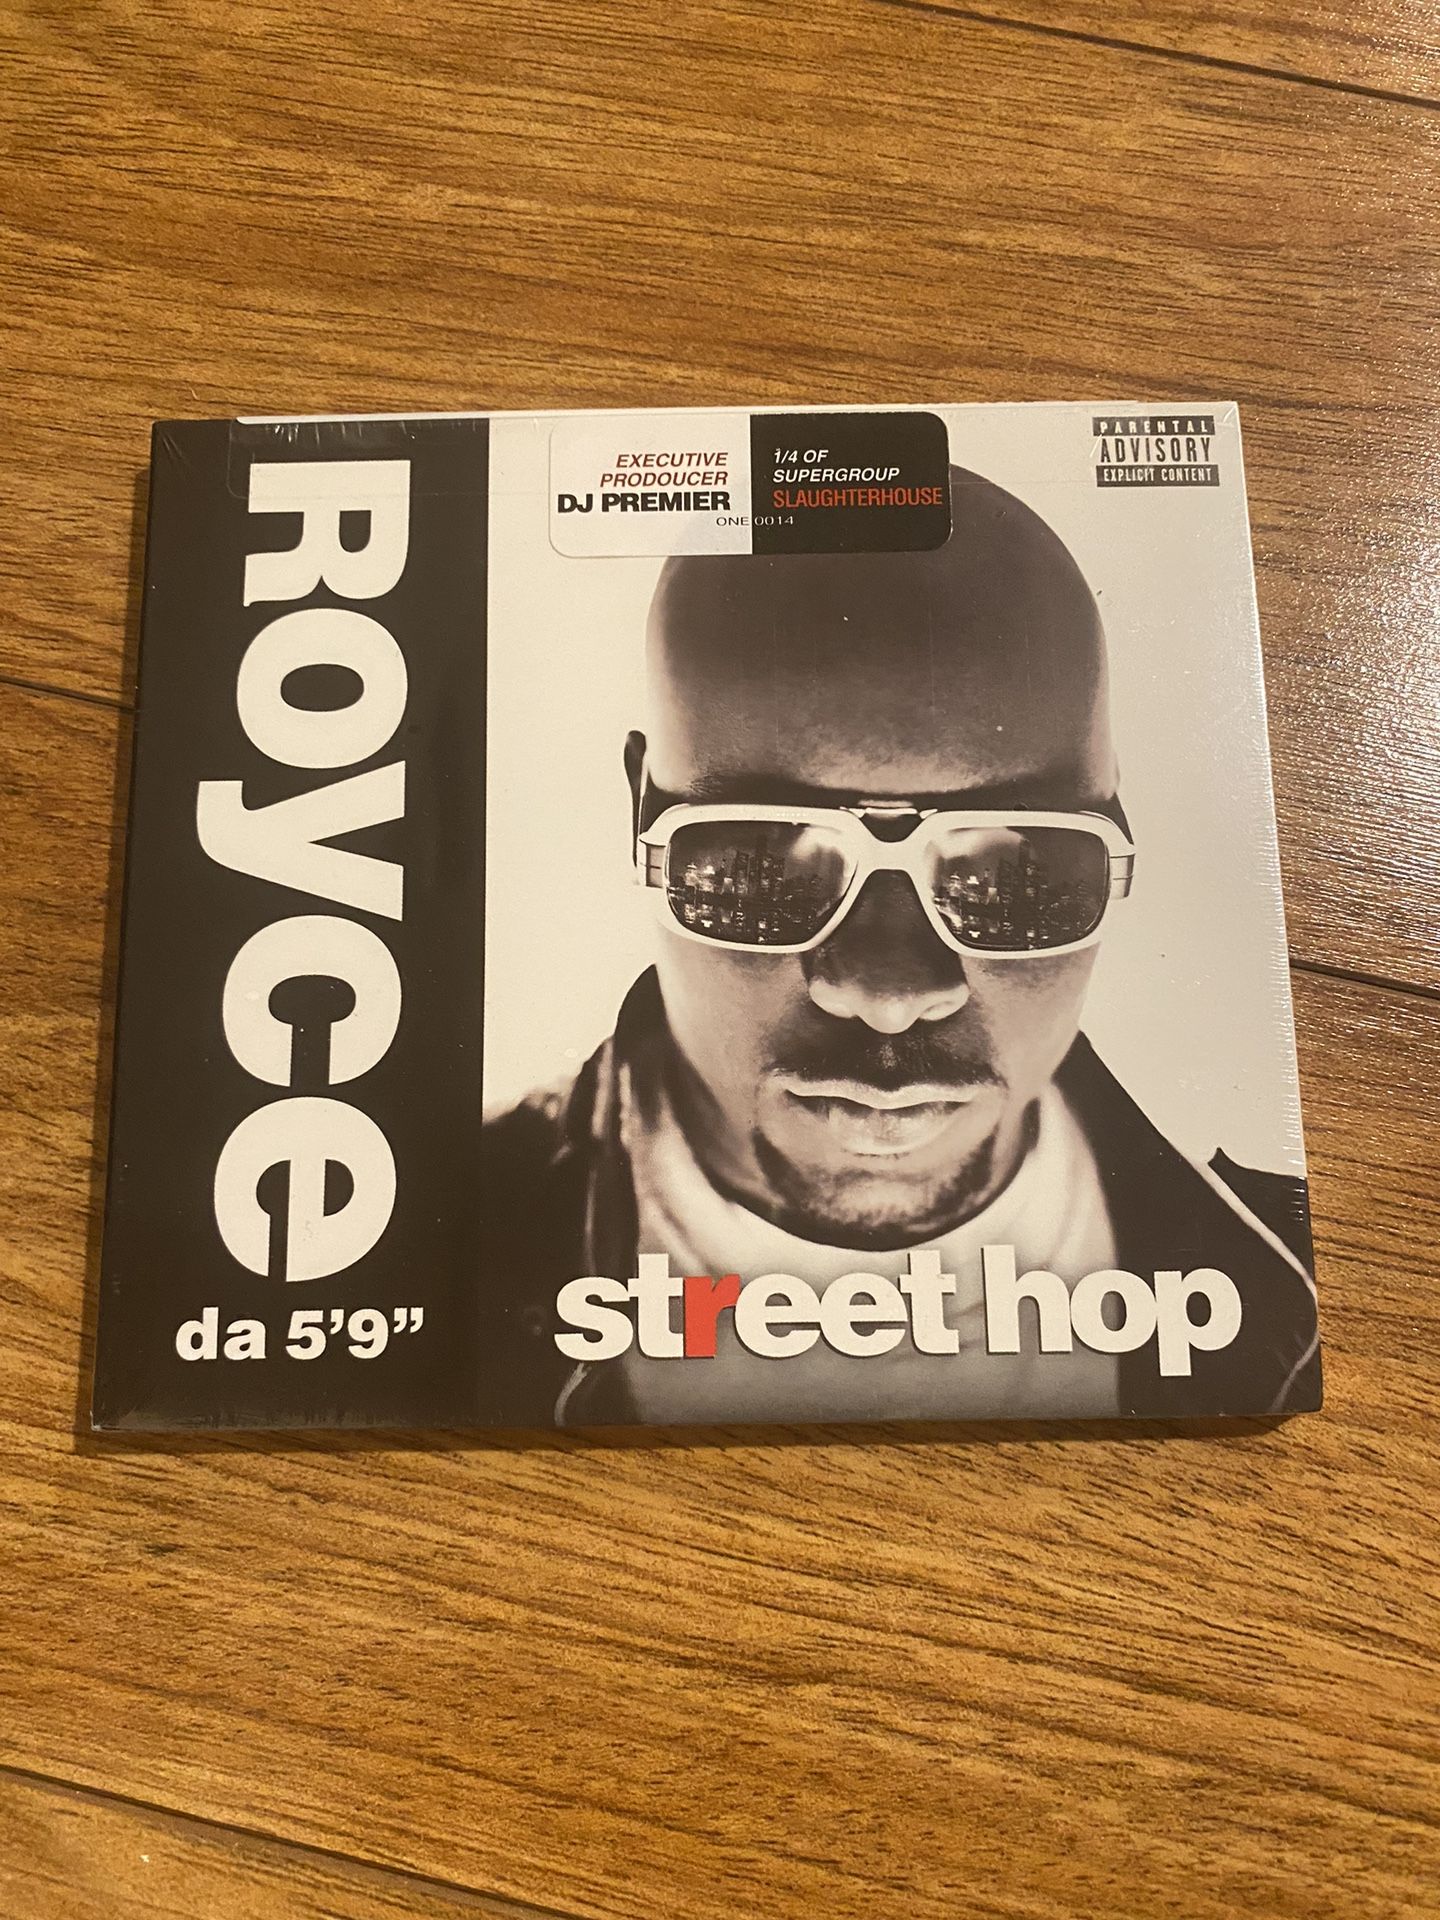 EXECUTIVE
PRODOUCER
DJ PREMIER
1/4 OF
SUPERGROUP
SLAUGHTERHOUSE
ONE 0014
PARENTAL
ADVISORY
EXPLICIT CONTENT
Royce
da 5'9”
street hop